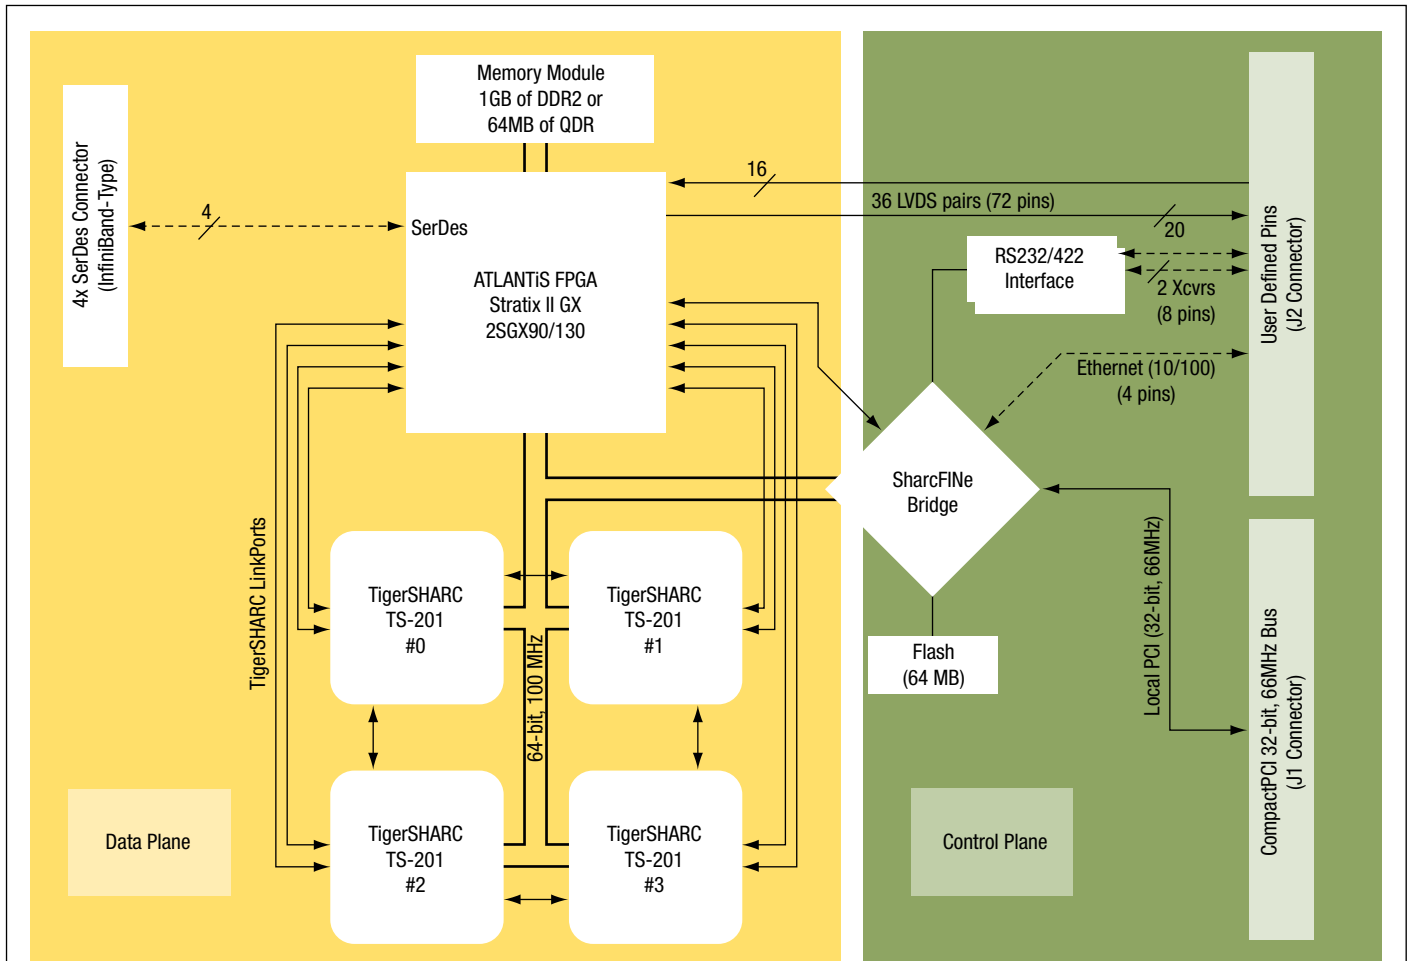 Memory Module
1GB of DDR2 or
64MB of QDR
4x SerDes Connector
(InfiniBand-Type)
4
SerDes
ATLANTiS FPGA
Stratix II GX
2SGX90/130
16
36 LVDS pairs (72 pins)
20
RS232/422
Interface
2 Xcvrs
(8 pins)
Ethernet (10/100)
(4 pins)
User Defined Pins
(J2 Connector)
SharcFINe
Bridge
TigerSHARC LinkPorts
TigerSHARC
TS-201
#0
TigerSHARC
TS-201
#1
64-bit, 100 MHz
Flash
(64 MB)
Local PCI (32-bit, 66MHz)
CompactPCI 32-bit, 66MHz Bus
(J1 Connector)
Data Plane
TigerSHARC
TS-201
#2
TigerSHARC
TS-201
#3
Control Plane